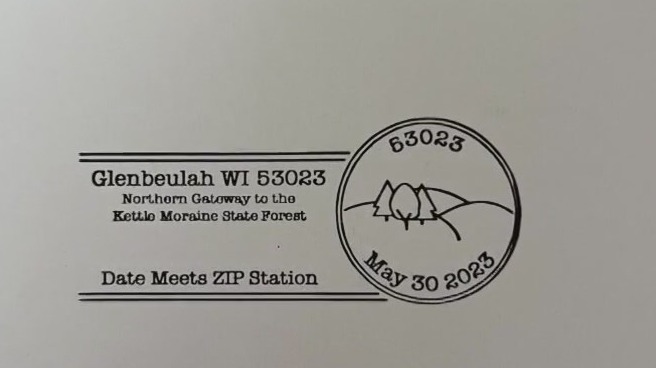 53023
Glenbeulah WI 53023
Northern Gateway to the
Kettle Moraine State Forest
Date Meets ZIP Station
May 30 2023